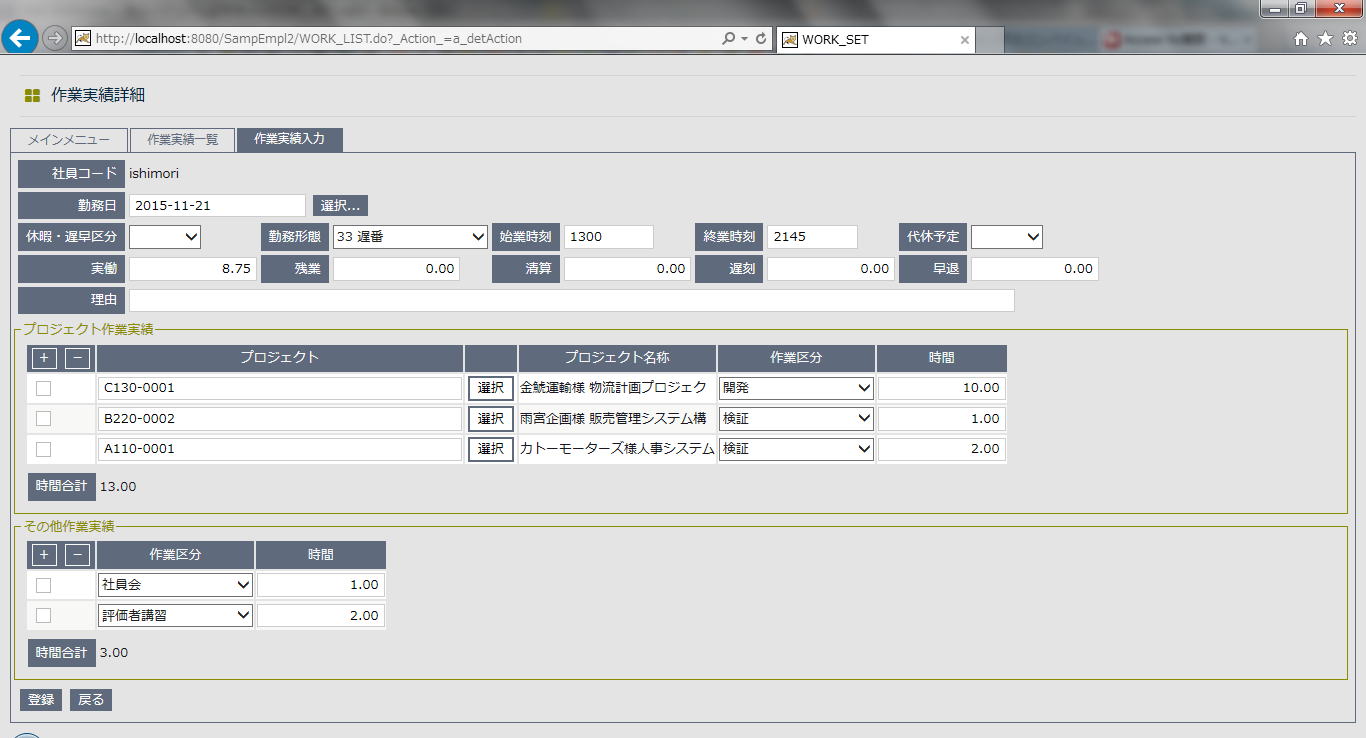 http://localhost:8080/SampEmpl2/WORK_LIST.do?_Action_=a_detAction
WORK_SET
作業実績詳細
メインメニュー 作業実績一覧 作業実績入力
社員コード ishimori
勤務日 2015-11-21 選択...
休暇・遅早区分 勤務形態 33 遅番 始業時刻 1300 終業時刻 2145 代休予定
実働 8.75 残業 0.00 清算 0.00 遅刻 0.00 早退 0.00
理由
プロジェクト作業実績
+ − プロジェクト プロジェクト名称 作業区分 時間
C130-0001 選択 金鯱運輸様 物流計画プロジェク 開発 10.00
B220-0002 選択 雨宮企画様 販売管理システム構 検証 1.00
A110-0001 選択 カトーモーターズ様人事システム 検証 2.00
時間合計 13.00
その他作業実績
+ − 作業区分 時間
社員会 1.00
評価者講習 2.00
時間合計 3.00
登録 戻る